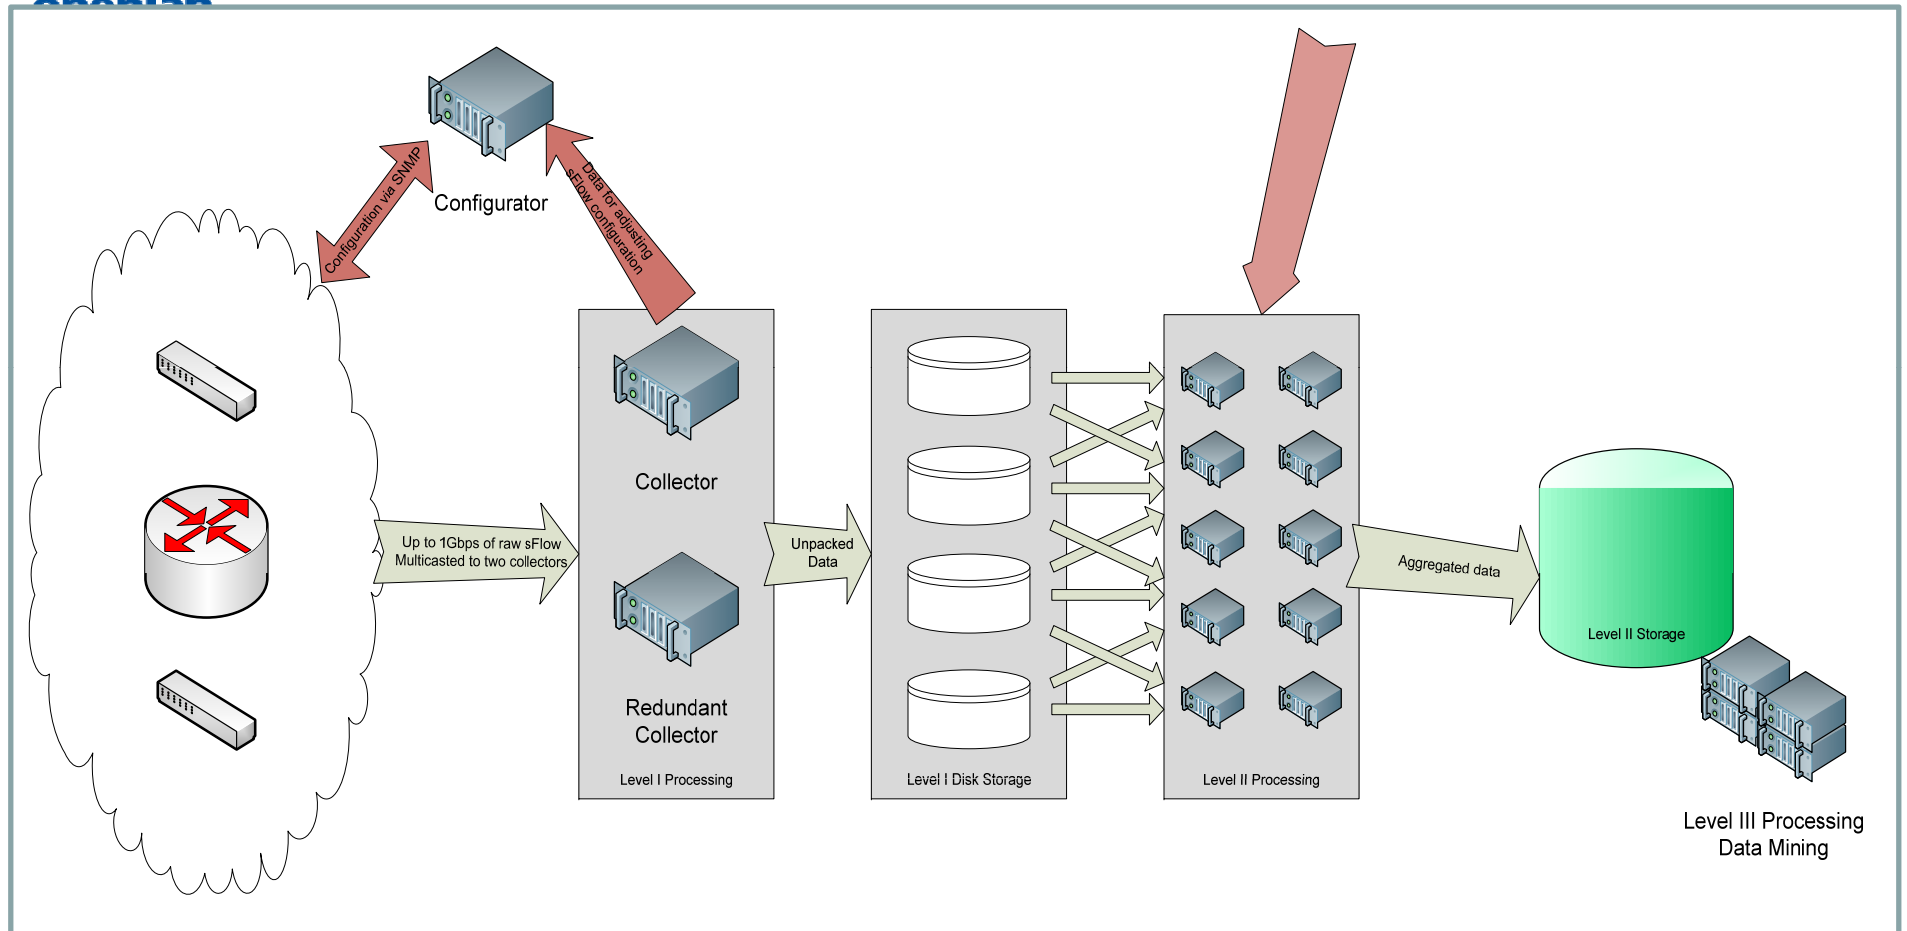 Configurator
Configuration via SNMP
Data for adjusting
sFlow configuration
Up to 1Gbps of raw sFlow
Multicasted to two collectors
Collector
Redundant
Collector
Level I Processing
Unpacked
Data
Level I Disk Storage
Level II Processing
Aggregated data
Level II Storage
Level III Processing
Data Mining